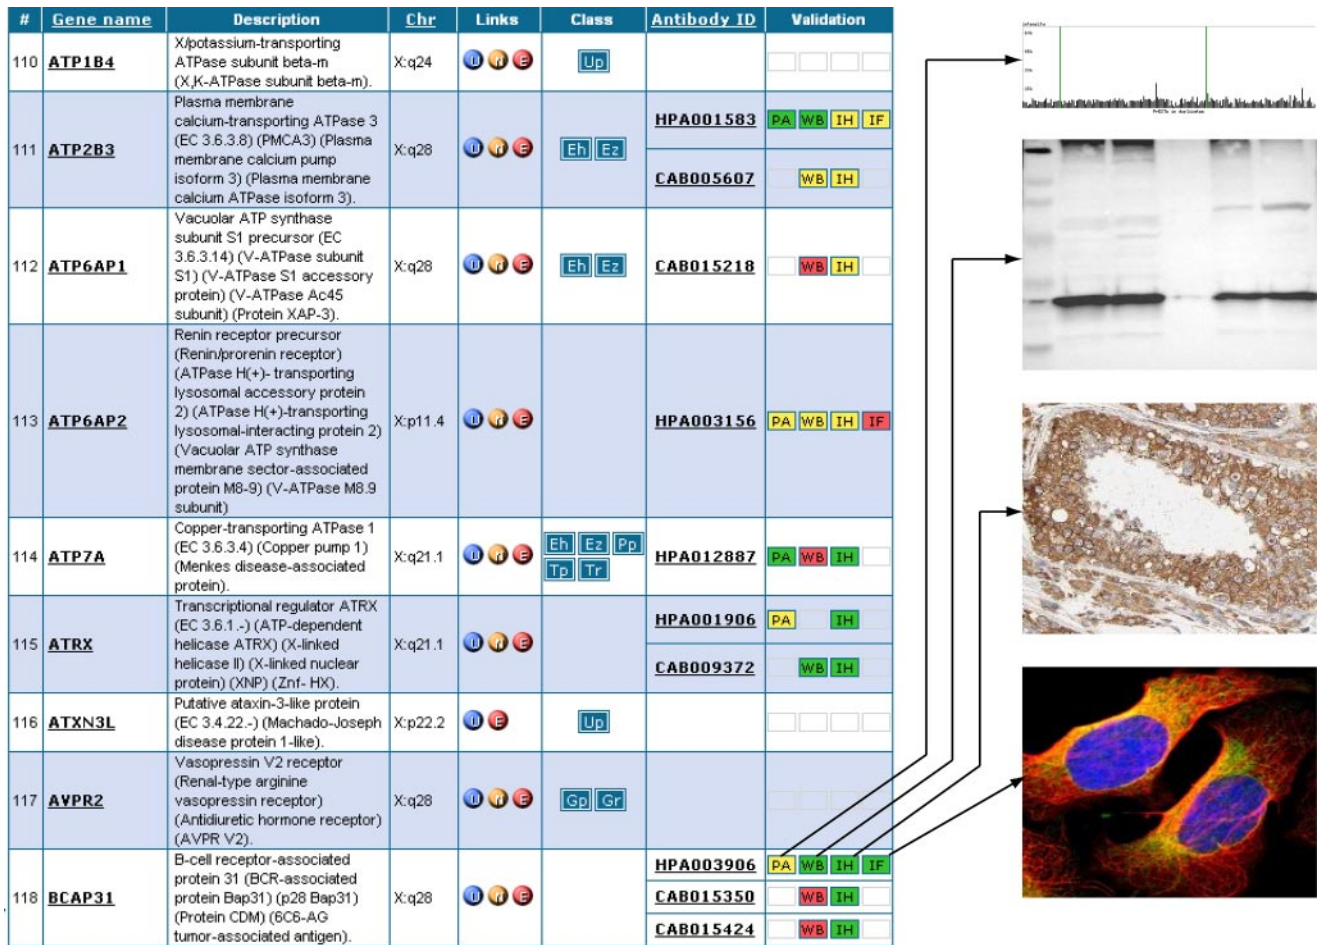 # Gene name Description Chr Links Class Antibody ID Validation
110 ATP1B4 X/potassium-transporting
ATPase subunit beta-m
(X,K-ATPase subunit beta-m).
X:q24 U n E Up
111 ATP2B3 Plasma membrane
calcium-transporting ATPase 3
(EC 3.6.3.8) (PMCA3) (Plasma
membrane calcium pump
isoform 3) (Plasma membrane
calcium ATPase isoform 3).
X:q28 U n E Eh Ez
HPA001583 PA WB IH IF
CAB005607 WB IH
112 ATP6AP1 Vacuolar ATP synthase
subunit S1 precursor (EC
3.6.3.14) (V-ATPase subunit
S1) (V-ATPase S1 accessory
protein) (V-ATPase Ac45
subunit) (Protein XAP-3).
X:q28 U n E Eh Ez CAB015218 WB IH
113 ATP6AP2 Renin receptor precursor
(Renin/prorenin receptor)
(ATPase H(+)- transporting
lysosomal accessory protein
2) (ATPase H(+)-transporting
lysosomal-interacting protein 2)
(Vacuolar ATP synthase
membrane sector-associated
protein M8-9) (V-ATPase M8.9
subunit)
X:p11.4 U n E HPA003156 PA WB IH IF
114 ATP7A Copper-transporting ATPase 1
(EC 3.6.3.4) (Copper pump 1)
(Menkes disease-associated
protein).
X:q21.1 U n E Eh Ez Pp
Tp Tr
HPA012887 PA WB IH
115 ATRX Transcriptional regulator ATRX
(EC 3.6.1.-) (ATP-dependent
helicase ATRX) (X-linked
helicase II) (X-linked nuclear
protein) (XNP) (Znf- HX).
X:q21.1 U n E
HPA001906 PA IH
CAB009372 WB IH
116 ATXN3L Putative ataxin-3-like protein
(EC 3.4.22.-) (Machado-Joseph
disease protein 1-like).
X:p22.2 U E Up
117 AVPR2 Vasopressin V2 receptor
(Renal-type arginine
vasopressin receptor)
(Antidiuretic hormone receptor)
(AVPR V2).
X:q28 U n E Gp Gr
118 BCAP31 B-cell receptor-associated
protein 31 (BCR-associated
protein Bap31) (p28 Bap31)
(Protein CDM) (6C6-AG
tumor-associated antigen).
X:q28 U n E
HPA003906 PA WB IH IF
CAB015350 WB IH
CAB015424 WB IH